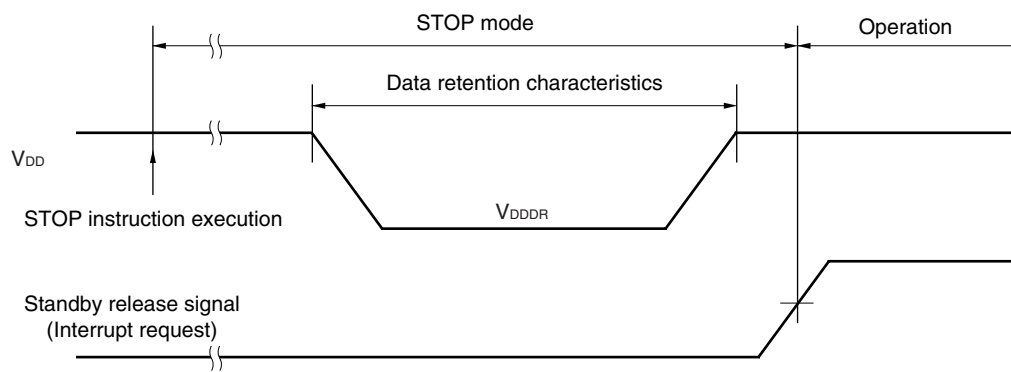 STOP mode
Operation
Data retention characteristics
VDD
VDDDR
STOP instruction execution
Standby release signal
(Interrupt request)